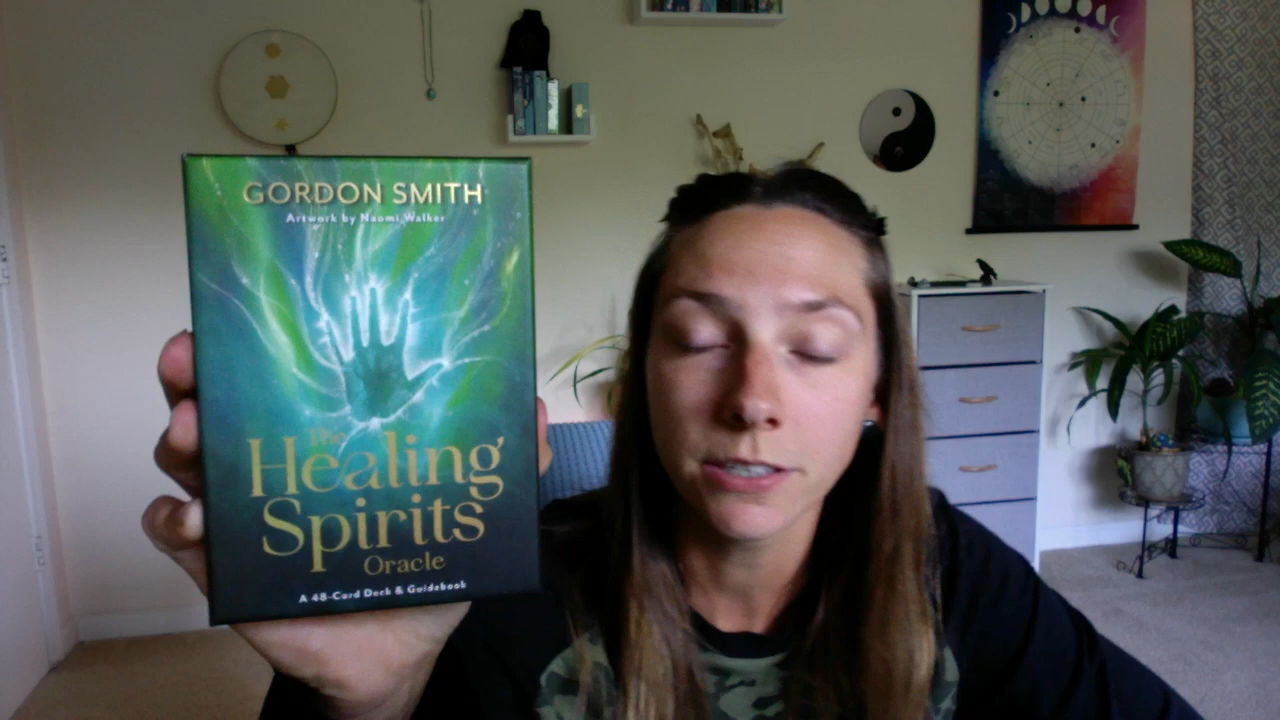 GORDON SMITH
Artwork by Naomi Walker
The
Healing
Spirits
Oracle
A 48-Card Deck & Guidebook